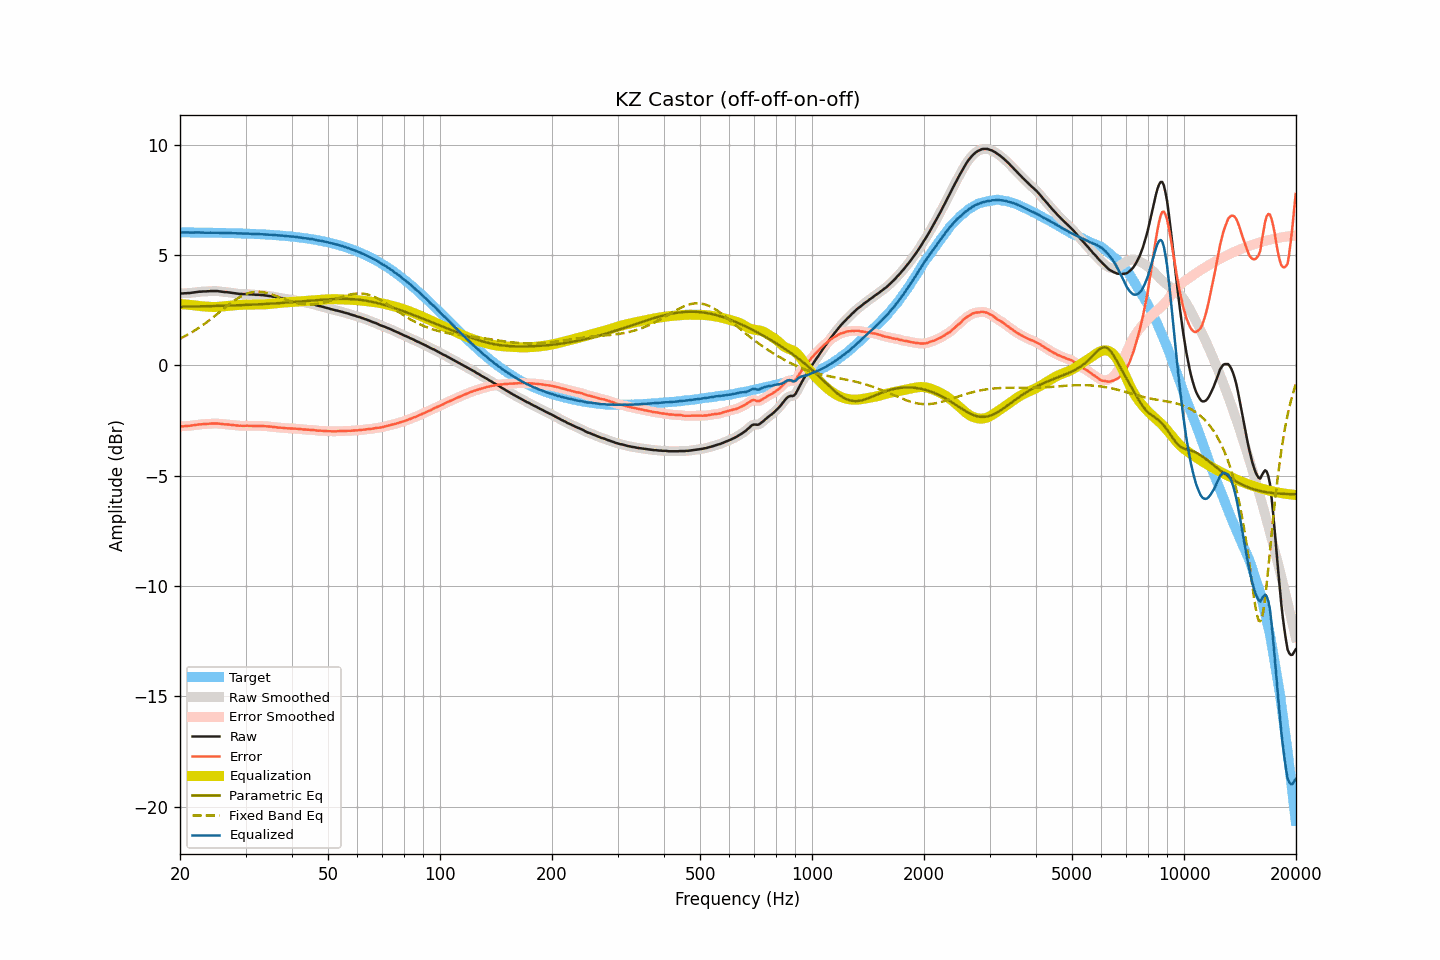 KZ Castor (off-off-on-off)
Amplitude (dBr)
10
5
0
−5
−10
−15
−20
Target
Raw Smoothed
Error Smoothed
Raw
Error
Equalization
Parametric Eq
Fixed Band Eq
Equalized
20 50 100 200 500 1000 2000 5000 10000 20000
Frequency (Hz)